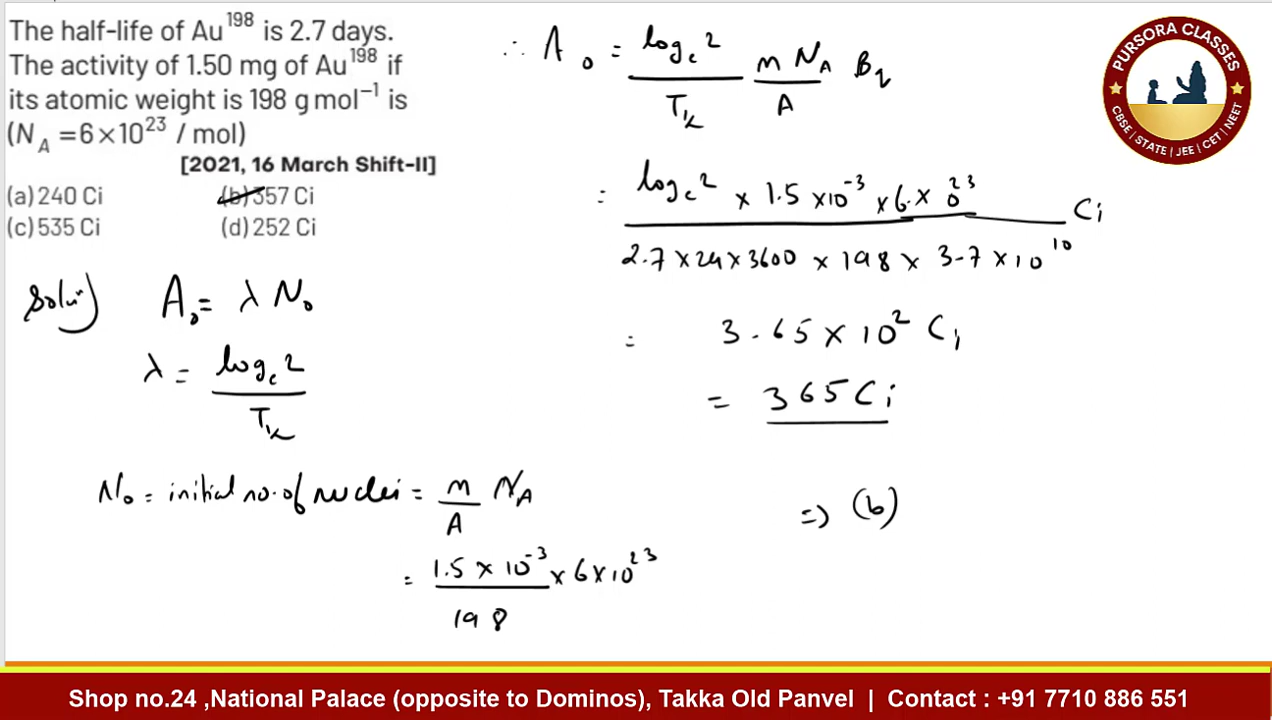 The half-life of Au¹⁹⁸ is 2.7 days.
The activity of 1.50 mg of Au¹⁹⁸ if
its atomic weight is 198 g mol⁻¹ is
(N_A = 6×10²³ / mol)
[2021, 16 March Shift-II]
(a) 240 Ci (b) 357 Ci
(c) 535 Ci (d) 252 Ci
Soln)
A₀ = λ N₀
λ = logₑ2 / T½
N₀ = initial no. of nuclei = m/A N_A
= 1.5 × 10⁻³ / 198 × 6×10²³
∴ A₀ = logₑ2 / T½ m N_A / A Bq
= logₑ2 × 1.5 ×10⁻³ ×6.× 0²³ / 2.7×24×3600 × 198 × 3.7×10¹⁰ Ci
= 3.65 × 10² Ci
= 365 Ci
=> (b)
PURSORA CLASSES
CBSE | STATE | JEE | CET | NEET
Shop no.24 ,National Palace (opposite to Dominos), Takka Old Panvel | Contact : +91 7710 886 551